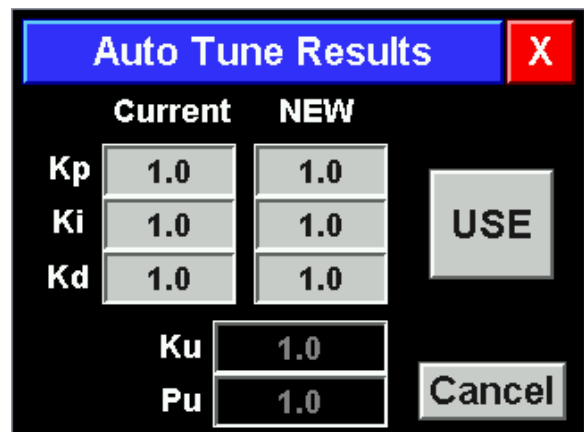 Auto Tune Results X
Current NEW
Kp 1.0 1.0
Ki 1.0 1.0 USE
Kd 1.0 1.0
Ku 1.0
Pu 1.0 Cancel